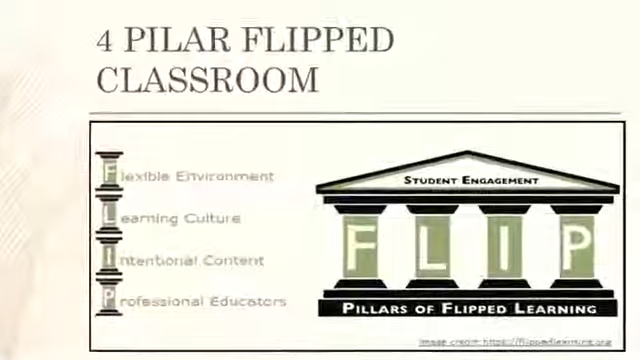 4 PILAR FLIPPED
CLASSROOM
Flexible Environment
Learning Culture
Intentional Content
Professional Educators
STUDENT ENGAGEMENT
F L I P
PILLARS OF FLIPPED LEARNING
Image credit: https://flippedlearning.org